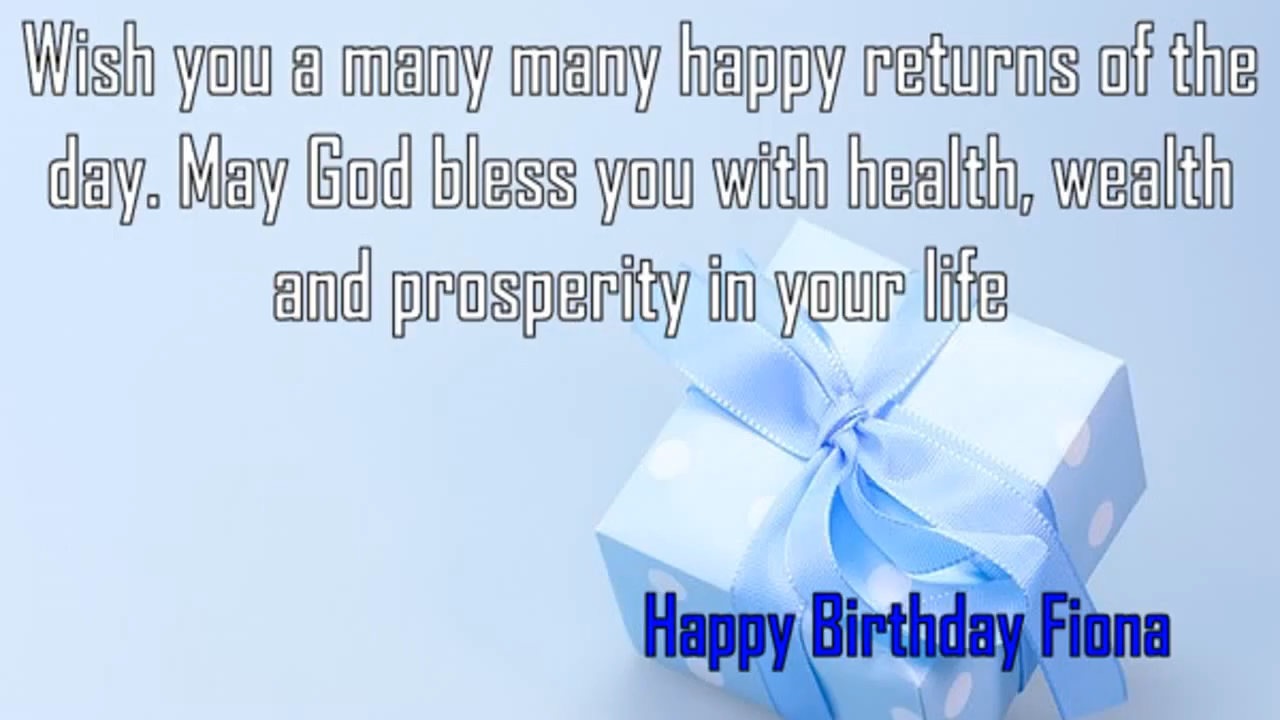 Wish you a many many happy returns of the
day. May God bless you with health, wealth
and prosperity in your life
Happy Birthday Fiona